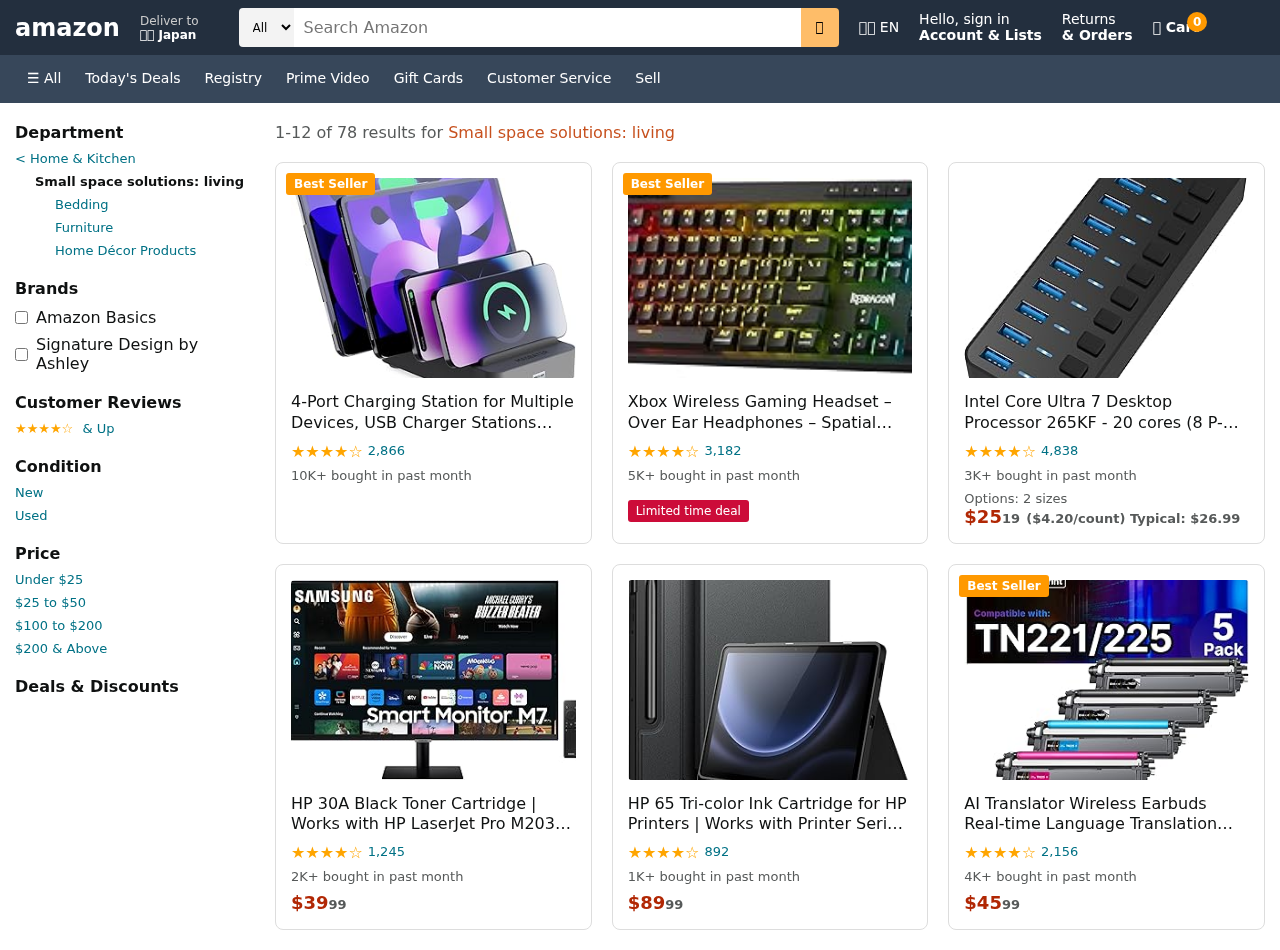 amazon
Deliver to
Japan
All
Search Amazon
EN
Hello, sign in
Account & Lists
Returns
& Orders
0
☰ All
Today's Deals
Registry
Prime Video
Gift Cards
Customer Service
Sell
Department
< Home & Kitchen
Small space solutions: living
Bedding
Furniture
Home Décor Products
Brands
Amazon Basics
Signature Design by
Ashley
Customer Reviews
★★★★☆ & Up
Condition
New
Used
Price
Under $25
$25 to $50
$100 to $200
$200 & Above
Deals & Discounts
1-12 of 78 results for Small space solutions: living
Best Seller
4-Port Charging Station for Multiple
Devices, USB Charger Stations…
★★★★☆ 2,866
10K+ bought in past month
Best Seller
REDRAGON
Xbox Wireless Gaming Headset –
Over Ear Headphones – Spatial…
★★★★☆ 3,182
5K+ bought in past month
Limited time deal
Intel Core Ultra 7 Desktop
Processor 265KF - 20 cores (8 P-…
★★★★☆ 4,838
3K+ bought in past month
Options: 2 sizes
$2519 ($4.20/count) Typical: $26.99
SAMSUNG
MICHAEL CURRY'S
BUZZER BEATER
Watch Now
Discover Live Apps
Smart Monitor M7
HP 30A Black Toner Cartridge |
Works with HP LaserJet Pro M203…
★★★★☆ 1,245
2K+ bought in past month
$3999
HP 65 Tri-color Ink Cartridge for HP
Printers | Works with Printer Seri…
★★★★☆ 892
1K+ bought in past month
$8999
Best Seller
Compatible with:
TN221/225
5
Pack
AI Translator Wireless Earbuds
Real-time Language Translation…
★★★★☆ 2,156
4K+ bought in past month
$4599